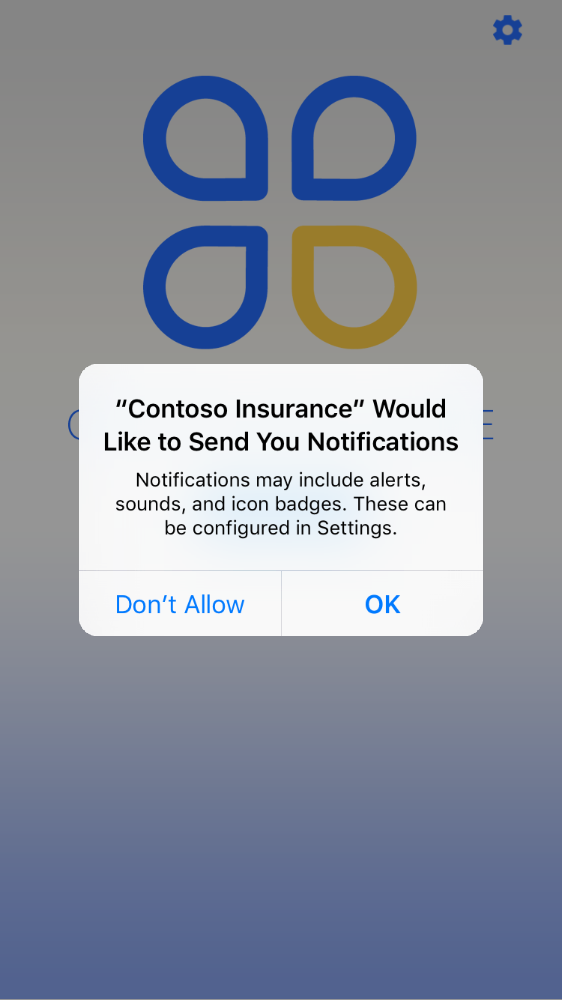 “Contoso Insurance” Would
Like to Send You Notifications
Notifications may include alerts,
sounds, and icon badges. These can
be configured in Settings.
Don’t Allow
OK